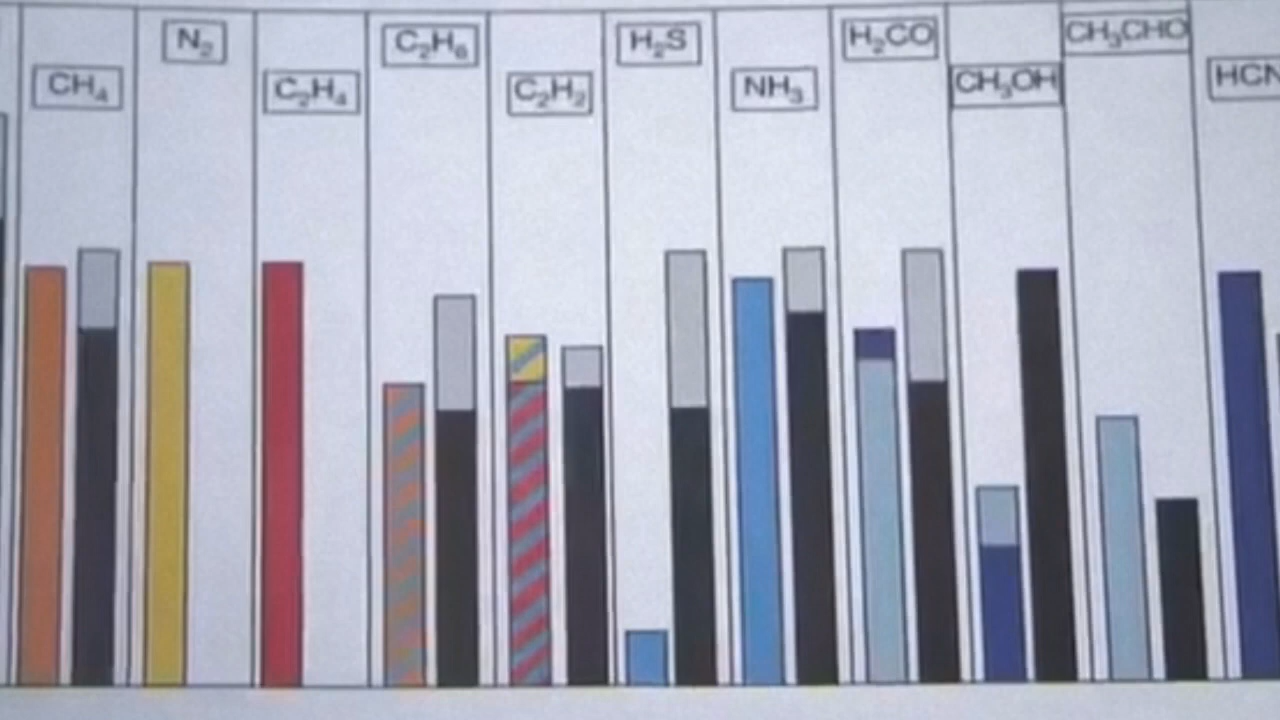 CH₄
N₂
C₂H₄
C₂H₆
C₂H₂
H₂S
NH₃
H₂CO
CH₃OH
CH₃CHO
HCN